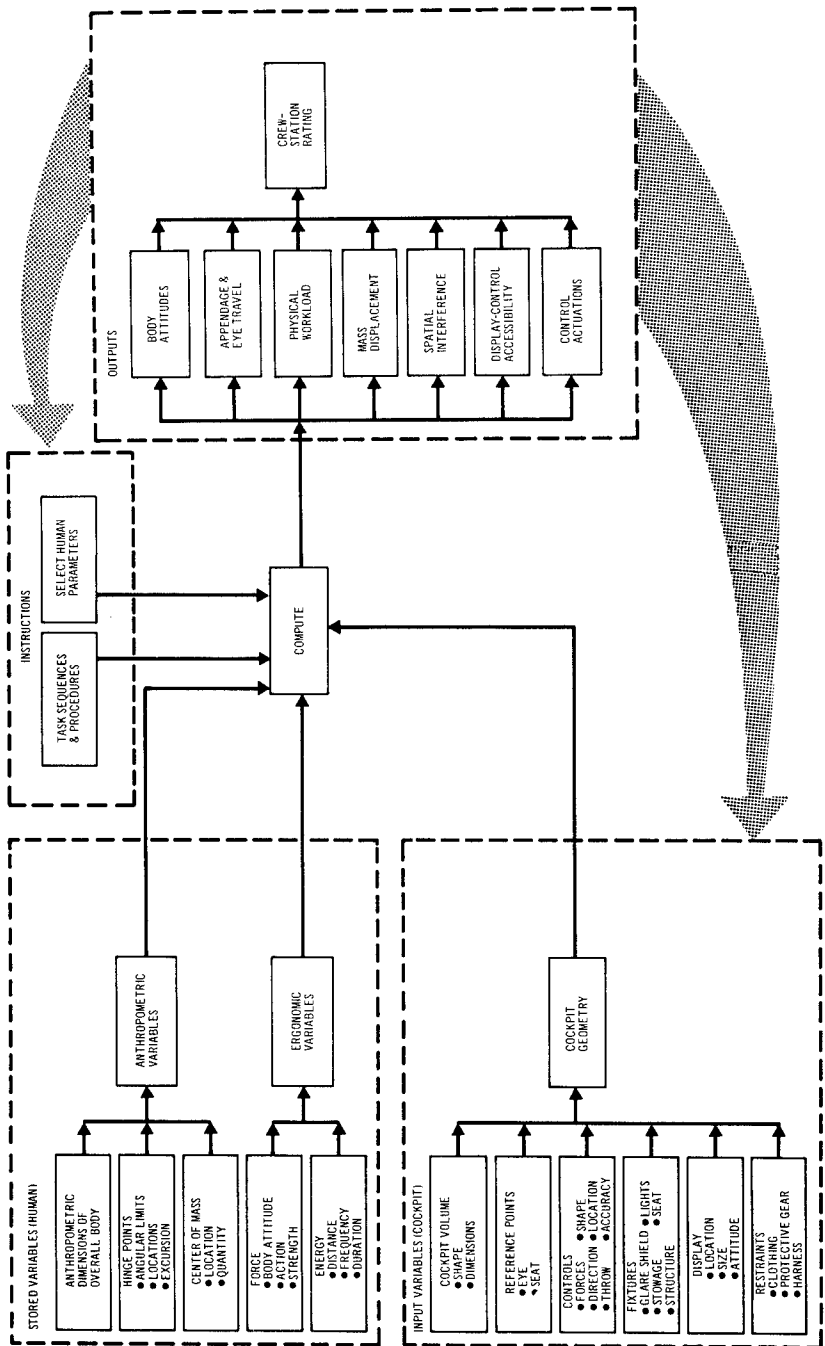 STORED VARIABLES (HUMAN)
ANTHROPOMETRIC
DIMENSIONS OF
OVERALL BODY
HINGE POINTS
● ANGULAR LIMITS
● LOCATIONS
● EXCURSION
CENTER OF MASS
● LOCATION
● QUANTITY
ANTHROPOMETRIC
VARIABLES
FORCE
● BODY ATTITUDE
● ACTION
● STRENGTH
ENERGY
● DISTANCE
● FREQUENCY
● DURATION
ERGONOMIC
VARIABLES
INPUT VARIABLES (COCKPIT)
COCKPIT VOLUME
● SHAPE
● DIMENSIONS
REFERENCE POINTS
● EYE
● SEAT
CONTROLS
● FORCES ● SHAPE
● DIRECTION ● LOCATION
● THROW ● ACCURACY
FIXTURES
● GLARE SHIELD ● LIGHTS
● STOWAGE ● SEAT
● STRUCTURE
DISPLAY
● LOCATION
● SIZE
● ATTITUDE
RESTRAINTS
● CLOTHING
● PROTECTIVE GEAR
● HARNESS
COCKPIT
GEOMETRY
INSTRUCTIONS
TASK SEQUENCES
& PROCEDURES
SELECT HUMAN
PARAMETERS
COMPUTE
OUTPUTS
BODY
ATTITUDES
APPENDAGE &
EYE TRAVEL
PHYSICAL
WORKLOAD
MASS
DISPLACEMENT
SPATIAL
INTERFERENCE
DISPLAY-CONTROL
ACCESSIBILITY
CONTROL
ACTUATIONS
CREW-
STATION
RATING